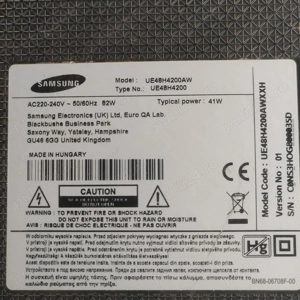 SAMSUNG
Model : UE48H4200AW
Type No.: UE48H4200
AC220-240V ~ 50/60Hz 82W Typical power : 41W
Samsung Electronics (UK) Ltd, Euro QA Lab.
Blackbushe Business Park
Saxony Way, Yateley, Hampshire
GU46 6GG United Kingdom
MADE IN HUNGARY
CAUTION
WARNING-TO PREVENT FIRE OR SHOCK HAZARD
DO NOT EXPOSE THIS TV TO RAIN OR MOISTURE
RISQUE DE CHOC ELECTRIQUE, NE PAS OUVRIR
BN68-06708F-00
Model Code : UE48H4200AWXXH
Version No : 01
S/N :
Hg